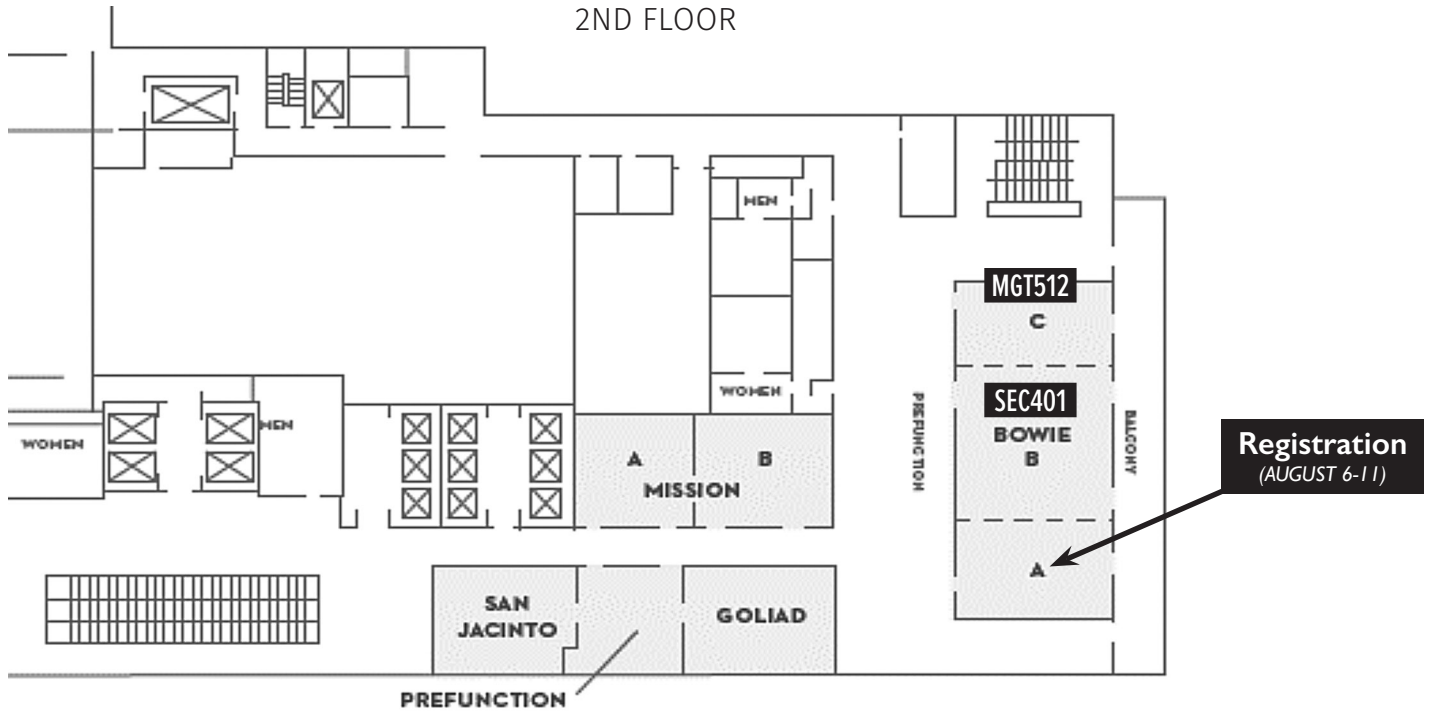 2ND FLOOR
MEN
MGT512
C
WOMEN
SEC401
BOWIE
B
PREFUNCTION
BALCONY
Registration
(AUGUST 6-11)
WOMEN
MEN
A
B
MISSION
A
SAN
JACINTO
GOLIAD
PREFUNCTION